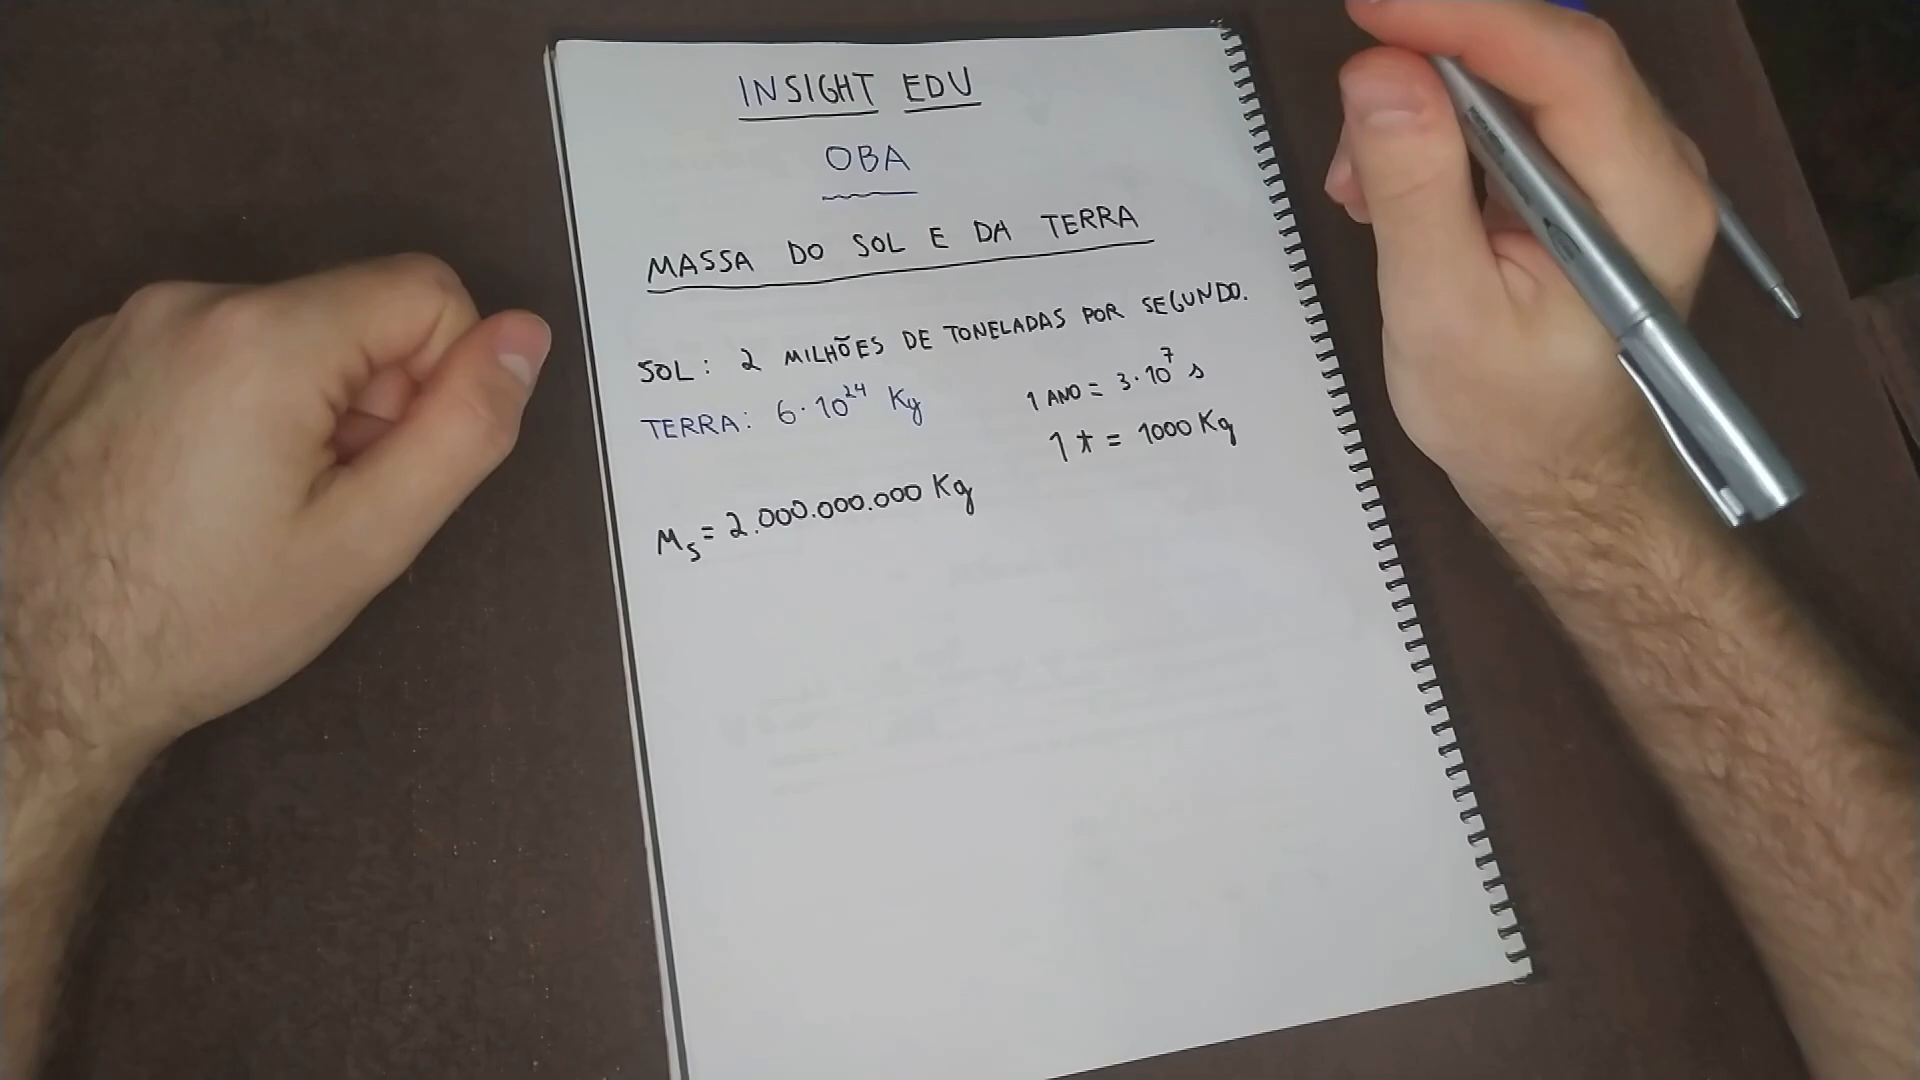 INSIGHT EDU
OBA
MASSA DO SOL E DA TERRA
SOL: 2 MILHÕES DE TONELADAS POR SEGUNDO.
TERRA: 6·10²⁴ Kg
1 ANO = 3·10⁷ s
1 t = 1000 Kg
Mₛ = 2.000.000.000 Kg